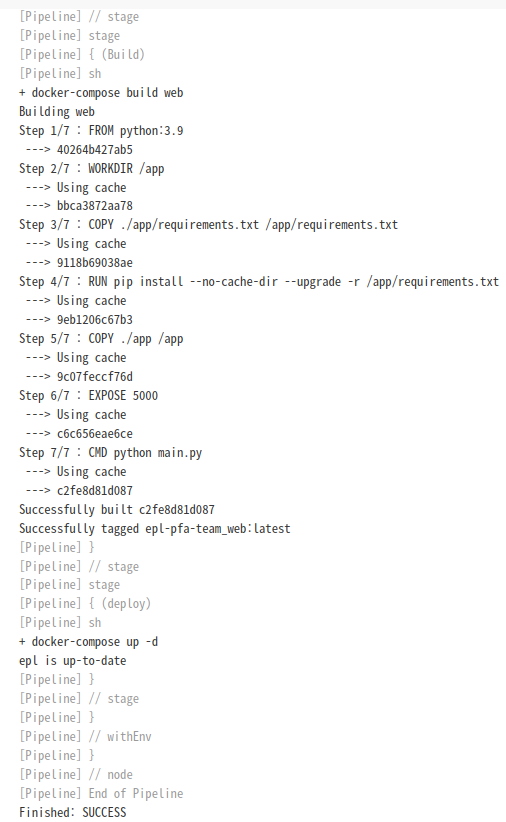 [Pipeline] // stage
[Pipeline] stage
[Pipeline] { (Build)
[Pipeline] sh
+ docker-compose build web
Building web
Step 1/7 : FROM python:3.9
 ---> 40264b427ab5
Step 2/7 : WORKDIR /app
 ---> Using cache
 ---> bbca3872aa78
Step 3/7 : COPY ./app/requirements.txt /app/requirements.txt
 ---> Using cache
 ---> 9118b69038ae
Step 4/7 : RUN pip install --no-cache-dir --upgrade -r /app/requirements.txt
 ---> Using cache
 ---> 9eb1206c67b3
Step 5/7 : COPY ./app /app
 ---> Using cache
 ---> 9c07feccf76d
Step 6/7 : EXPOSE 5000
 ---> Using cache
 ---> c6c656eae6ce
Step 7/7 : CMD python main.py
 ---> Using cache
 ---> c2fe8d81d087
Successfully built c2fe8d81d087
Successfully tagged epl-pfa-team_web:latest
[Pipeline] }
[Pipeline] // stage
[Pipeline] stage
[Pipeline] { (deploy)
[Pipeline] sh
+ docker-compose up -d
epl is up-to-date
[Pipeline] }
[Pipeline] // stage
[Pipeline] }
[Pipeline] // withEnv
[Pipeline] }
[Pipeline] // node
[Pipeline] End of Pipeline
Finished: SUCCESS